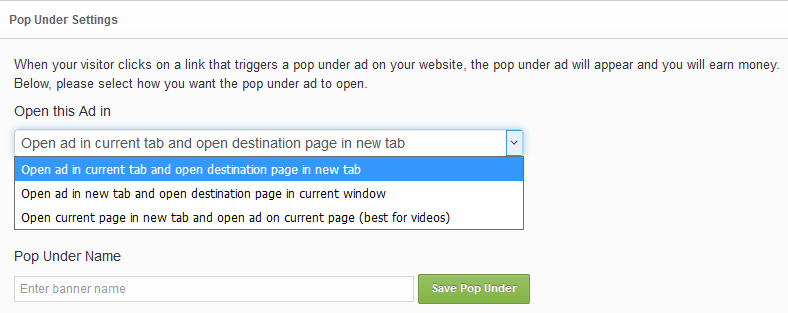 Pop Under Settings
When your visitor clicks on a link that triggers a pop under ad on your website, the pop under ad will appear and you will earn money.
Below, please select how you want the pop under ad to open.
Open this Ad in
Open ad in current tab and open destination page in new tab
Open ad in current tab and open destination page in new tab
Open ad in new tab and open destination page in current window
Open current page in new tab and open ad on current page (best for videos)
Pop Under Name
Enter banner name
Save Pop Under